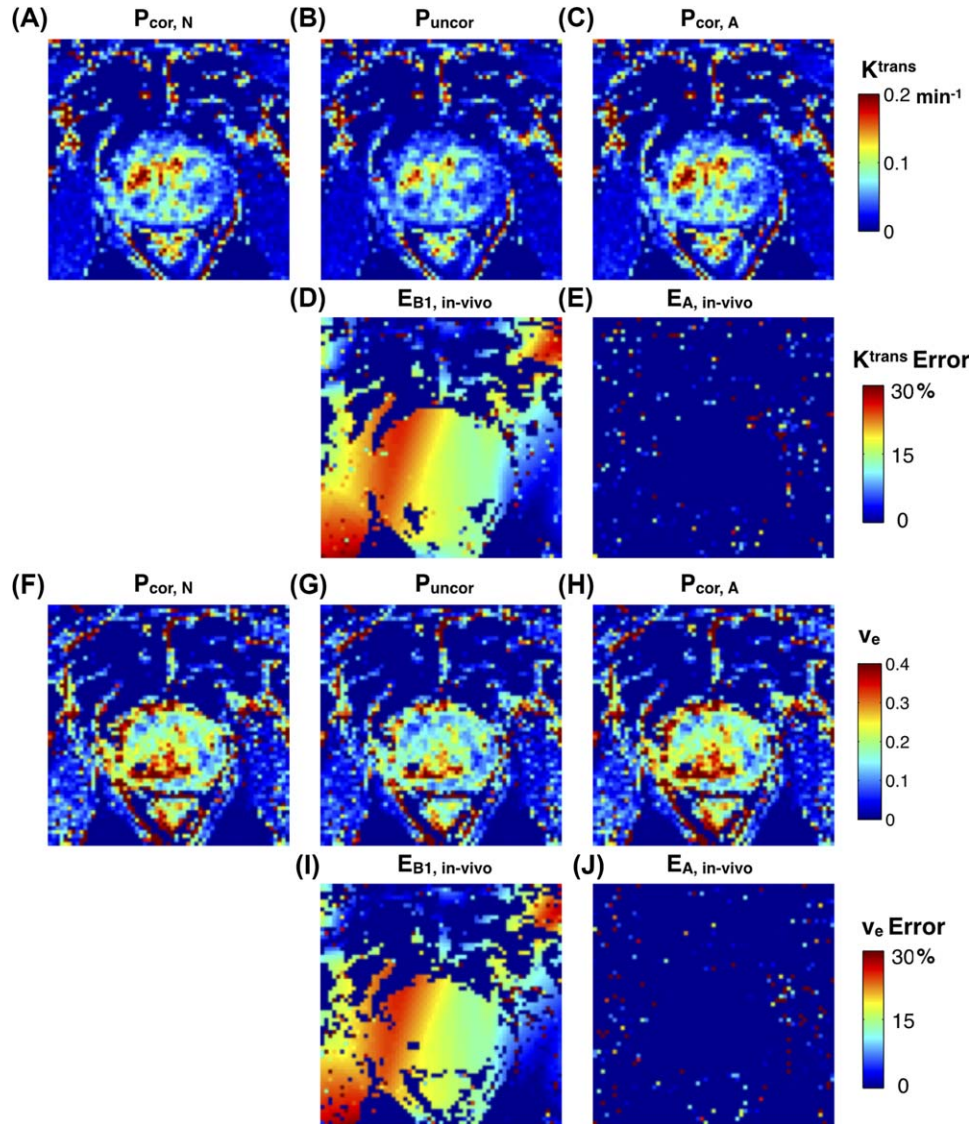 (A) Pcor, N (B) Puncor (C) Pcor, A
Ktrans
0.2 min-1
0.1
0
(D) EB1, in-vivo (E) EA, in-vivo
Ktrans Error
30 %
15
0
(F) Pcor, N (G) Puncor (H) Pcor, A
ve
0.4
0.3
0.2
0.1
0
(I) EB1, in-vivo (J) EA, in-vivo
ve Error
30 %
15
0